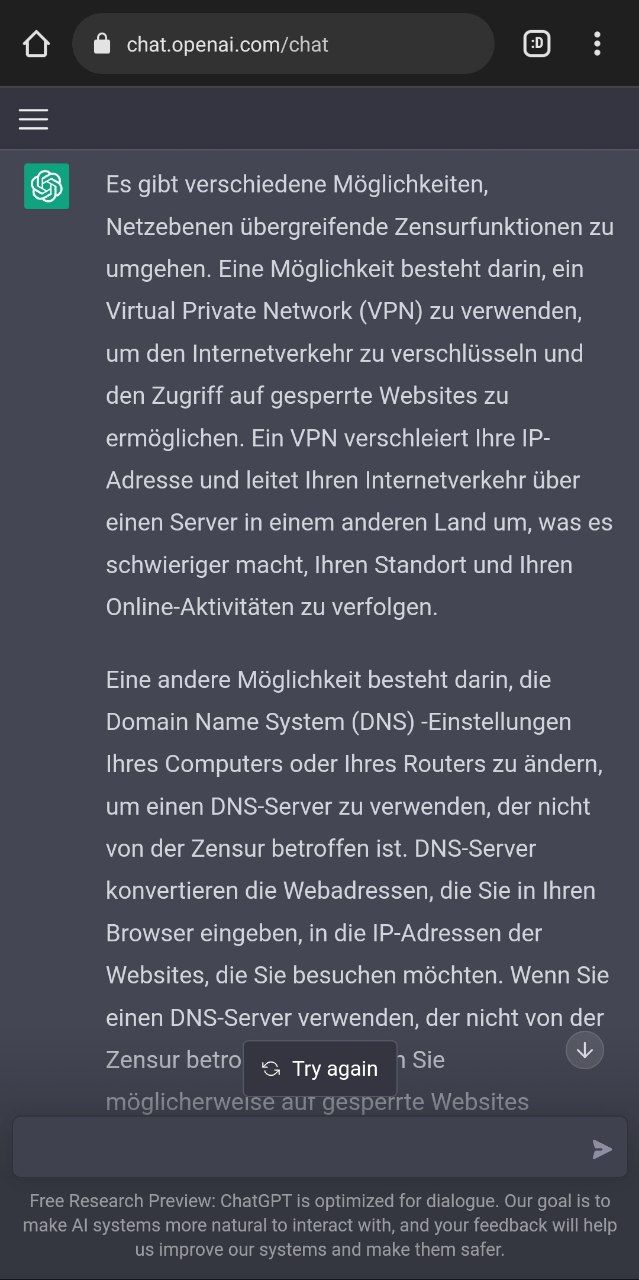 chat.openai.com/chat
:D
Es gibt verschiedene Möglichkeiten,
Netzebenen übergreifende Zensurfunktionen zu
umgehen. Eine Möglichkeit besteht darin, ein
Virtual Private Network (VPN) zu verwenden,
um den Internetverkehr zu verschlüsseln und
den Zugriff auf gesperrte Websites zu
ermöglichen. Ein VPN verschleiert Ihre IP-
Adresse und leitet Ihren Internetverkehr über
einen Server in einem anderen Land um, was es
schwieriger macht, Ihren Standort und Ihren
Online-Aktivitäten zu verfolgen.
Eine andere Möglichkeit besteht darin, die
Domain Name System (DNS) -Einstellungen
Ihres Computers oder Ihres Routers zu ändern,
um einen DNS-Server zu verwenden, der nicht
von der Zensur betroffen ist. DNS-Server
konvertieren die Webadressen, die Sie in Ihren
Browser eingeben, in die IP-Adressen der
Websites, die Sie besuchen möchten. Wenn Sie
einen DNS-Server verwenden, der nicht von der
Zensur betro Sie
Try again
möglicherweise auf gesperrte Websites
Free Research Preview: ChatGPT is optimized for dialogue. Our goal is to
make AI systems more natural to interact with, and your feedback will help
us improve our systems and make them safer.